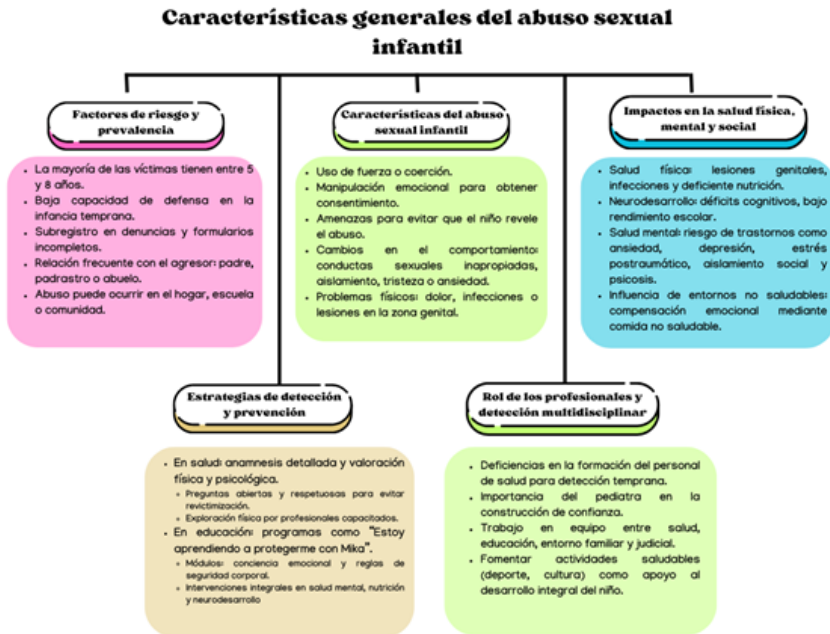 Características generales del abuso sexual
infantil
Factores de riesgo y
prevalencia
• La mayoría de las víctimas tienen entre 5
y 8 años.
• Baja capacidad de defensa en la
infancia temprana.
• Subregistro en denuncias y formularios
incompletos.
• Relación frecuente con el agresor: padre,
padrastro o abuelo.
• Abuso puede ocurrir en el hogar, escuela
o comunidad.
Características del abuso
sexual infantil
• Uso de fuerza o coerción.
• Manipulación emocional para obtener
consentimiento.
• Amenazas para evitar que el niño revele
el abuso.
• Cambios en el comportamiento:
conductas sexuales inapropiadas,
aislamiento, tristeza o ansiedad.
• Problemas físicos: dolor, infecciones o
lesiones en la zona genital.
Impactos en la salud física,
mental y social
• Salud física: lesiones genitales,
infecciones y deficiente nutrición.
• Neurodesarrollo: déficits cognitivos, bajo
rendimiento escolar.
• Salud mental: riesgo de trastornos como
ansiedad, depresión, estrés
postraumático, aislamiento social y
psicosis.
• Influencia de entornos no saludables:
compensación emocional mediante
comida no saludable.
Estrategias de detección
y prevención
• En salud: anamnesis detallada y valoración
física y psicológica.
○ Preguntas abiertas y respetuosas para evitar
revictimización.
○ Exploración física por profesionales capacitados.
• En educación: programas como "Estoy
aprendiendo a protegerme con Mika".
○ Módulos: conciencia emocional y reglas de
seguridad corporal.
○ Intervenciones integrales en salud mental, nutrición
y neurodesarrollo
Rol de los profesionales y
detección multidisciplinar
• Deficiencias en la formación del personal
de salud para detección temprana.
• Importancia del pediatra en la
construcción de confianza.
• Trabajo en equipo entre salud,
educación, entorno familiar y judicial.
• Fomentar actividades saludables
(deporte, cultura) como apoyo al
desarrollo integral del niño.